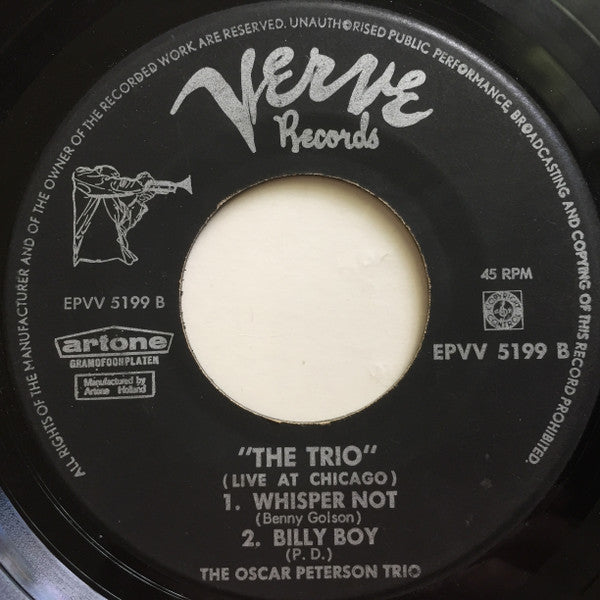 ALL RIGHTS OF THE MANUFACTURER AND OF THE OWNER OF THE RECORDED WORK ARE RESERVED. UNAUTHORISED PUBLIC PERFORMANCE, BROADCASTING AND COPYING OF THIS RECORD PROHIBITED.
Verve
Records
45 RPM
EPVV 5199 B
artone
GRAMOFOONPLATEN
Manufactured by
Artone Holland
EPVV 5199 B
"THE TRIO"
(LIVE AT CHICAGO)
1. WHISPER NOT
(Benny Golson)
2. BILLY BOY
(P. D.)
THE OSCAR PETERSON TRIO